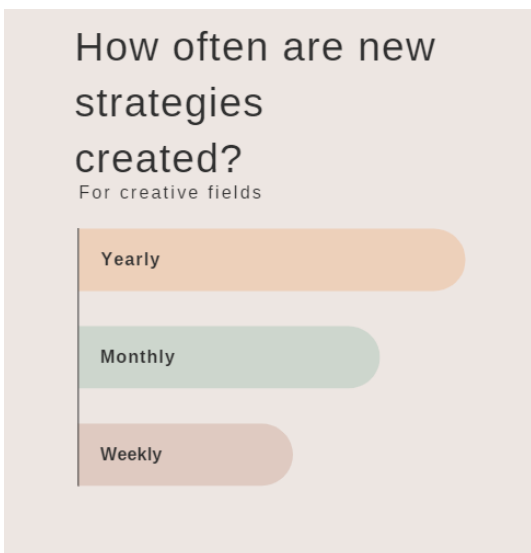 How often are new
strategies
created?
For creative fields
Yearly
Monthly
Weekly